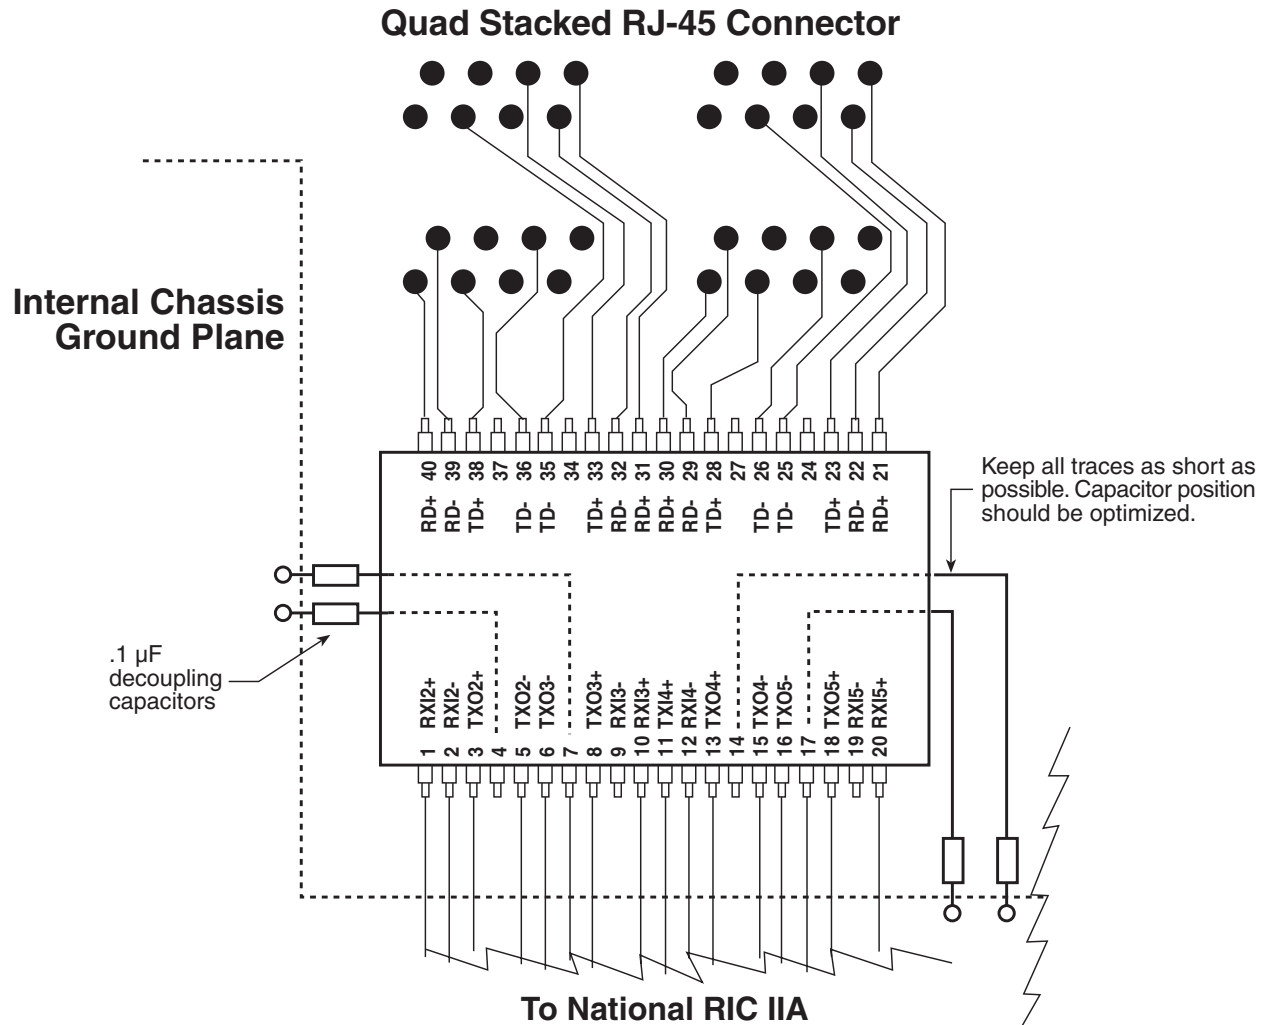 Quad Stacked RJ-45 Connector
Internal Chassis
Ground Plane
40 39 38 37 36 35 34 33 32 31 30 29 28 27 26 25 24 23 22 21
RD+ RD- TD+ TD- TD- TD+ RD- RD+ RD+ RD- TD+ TD- TD- TD+ RD- RD+
Keep all traces as short as
possible. Capacitor position
should be optimized.
.1 µF
decoupling
capacitors
RXI2+ RXI2- TXO2+ TXO2- TXO3- TXO3+ RXI3- RXI3+ TXI4+ RXI4- TXO4+ TXO4- TXO5- TXO5+ RXI5- RXI5+
1 2 3 4 5 6 7 8 9 10 11 12 13 14 15 16 17 18 19 20
To National RIC IIA